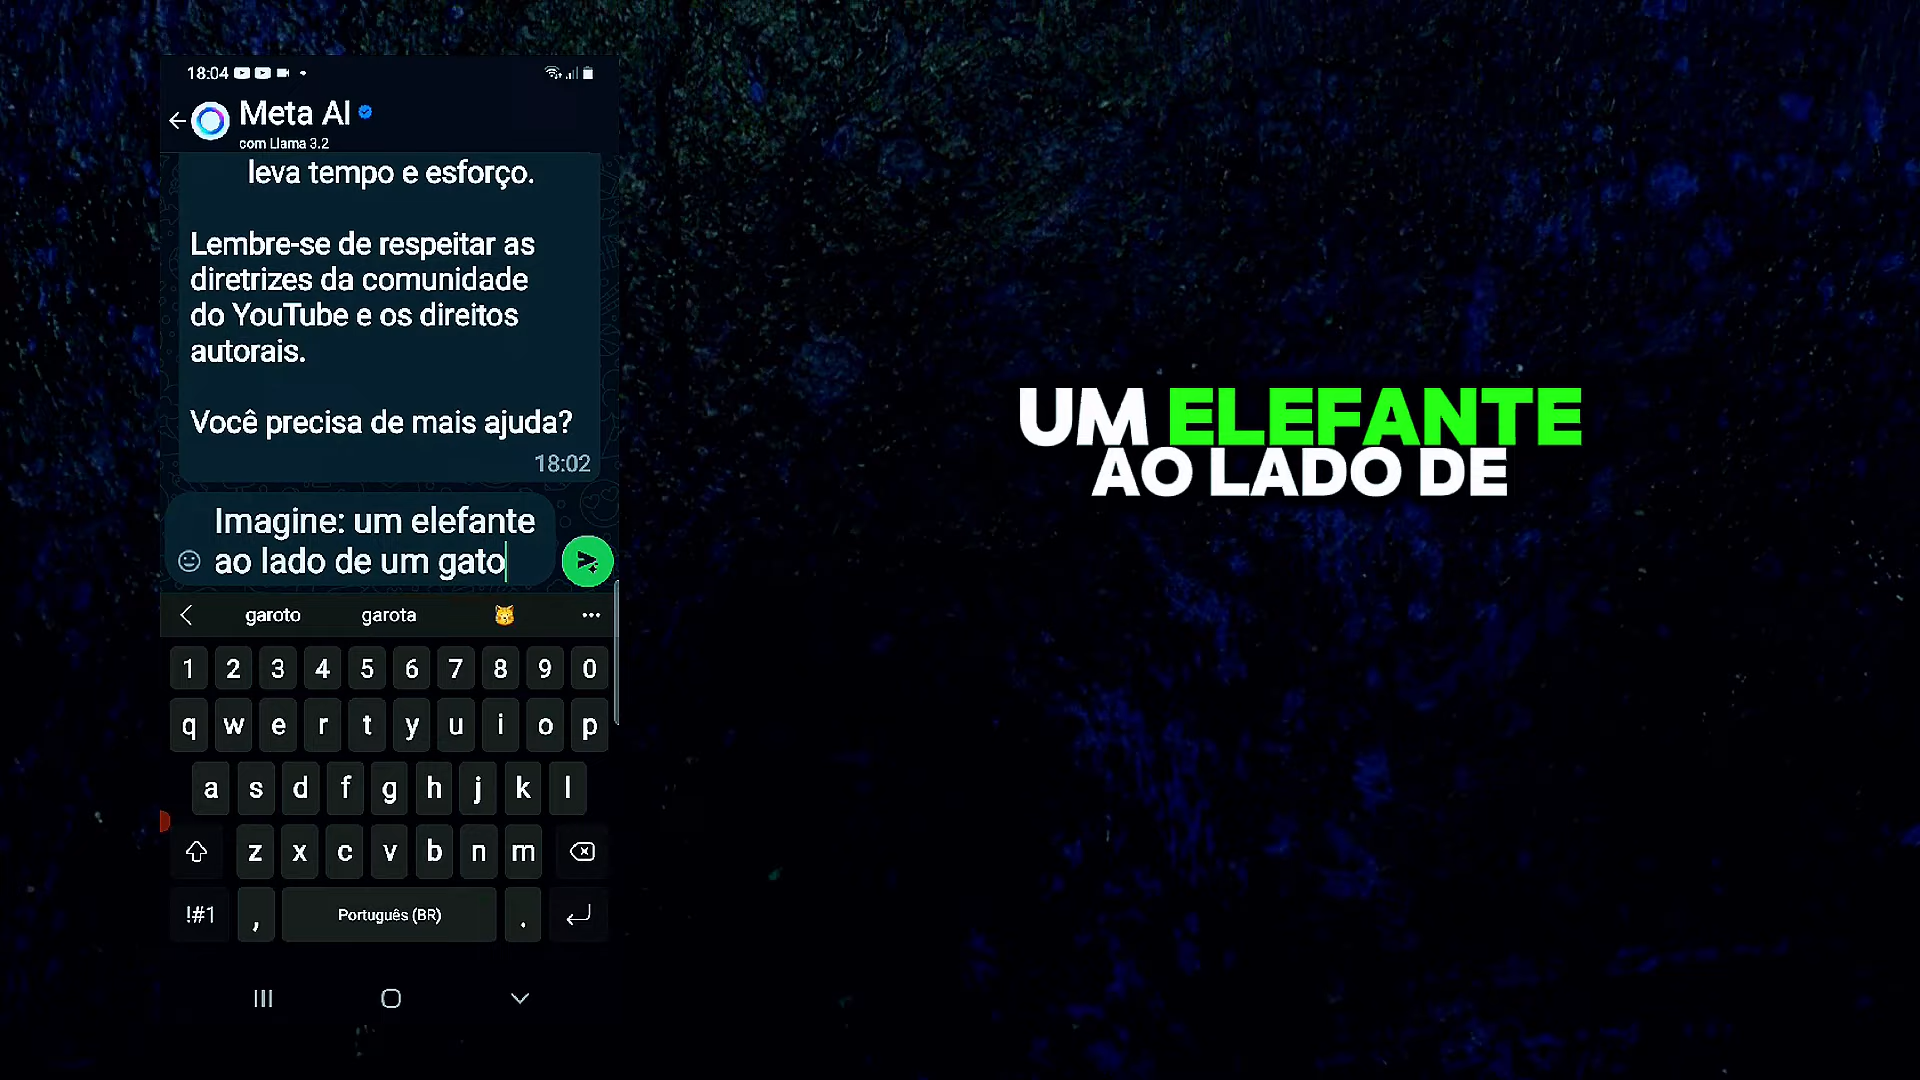 18:04
Meta AI
com Llama 3.2
leva tempo e esforço.
Lembre-se de respeitar as
diretrizes da comunidade
do YouTube e os direitos
autorais.
Você precisa de mais ajuda?
18:02
Imagine: um elefante
ao lado de um gato
garoto garota
1 2 3 4 5 6 7 8 9 0
q w e r t y u i o p
a s d f g h j k l
z x c v b n m
!#1 , Português (BR) .
UM ELEFANTE
AO LADO DE